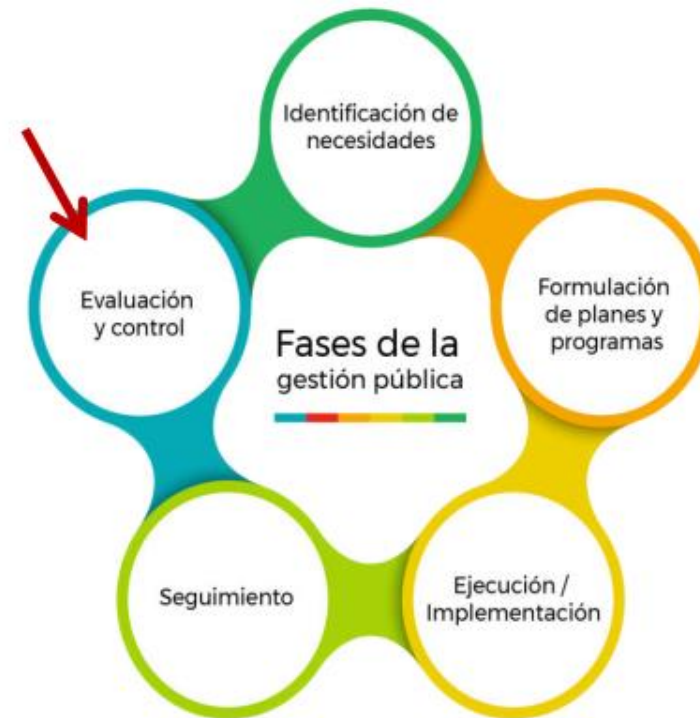 Identificación de
necesidades
Formulación
de planes y
programas
Ejecución /
Implementación
Seguimiento
Evaluación
y control
Fases de la
gestión pública